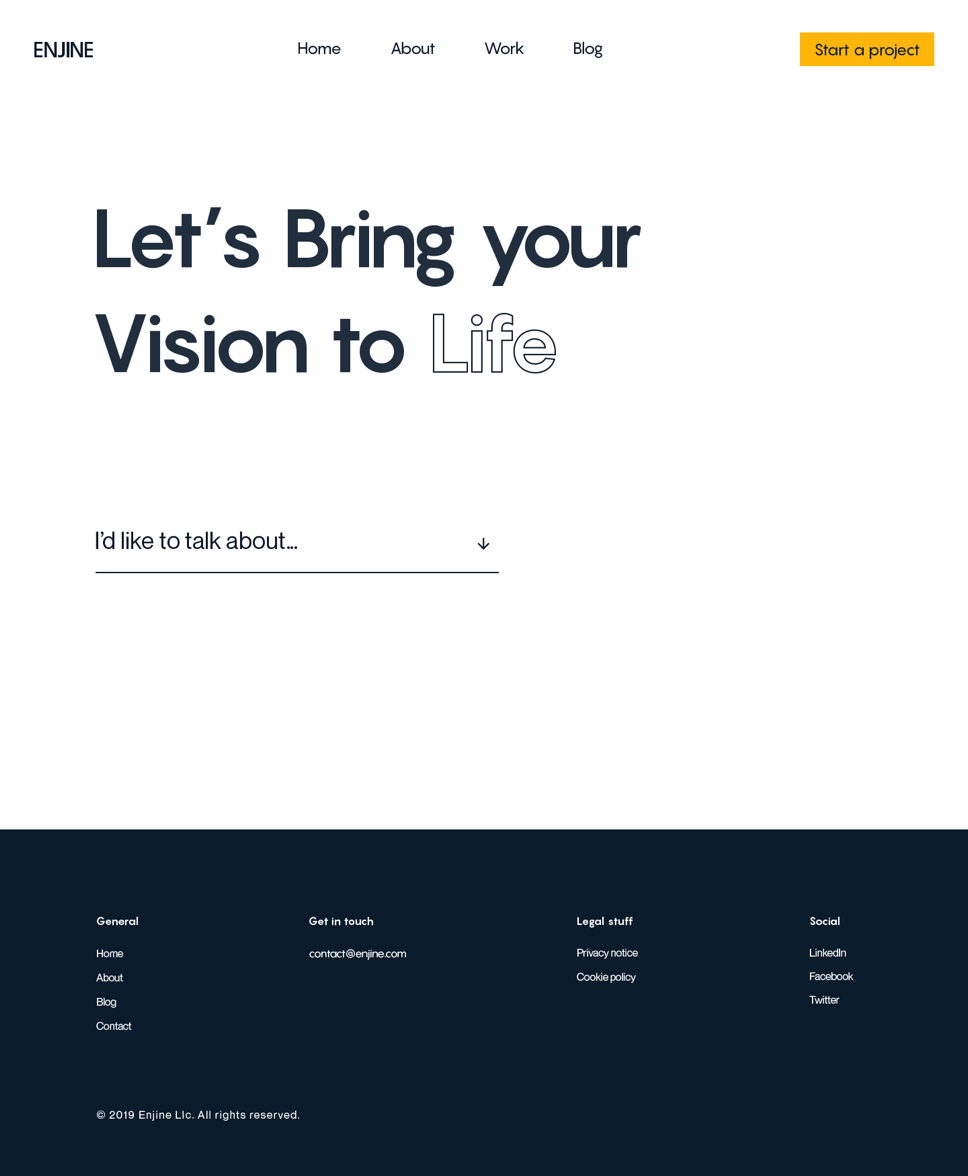 ENJINE
Home
About
Work
Blog
Start a project
Let’s Bring your
Vision to Life
I’d like to talk about...
General
Home
About
Blog
Contact
Get in touch
contact@enjine.com
Legal stuff
Privacy notice
Cookie policy
Social
LinkedIn
Facebook
Twitter
© 2019 Enjine Llc. All rights reserved.